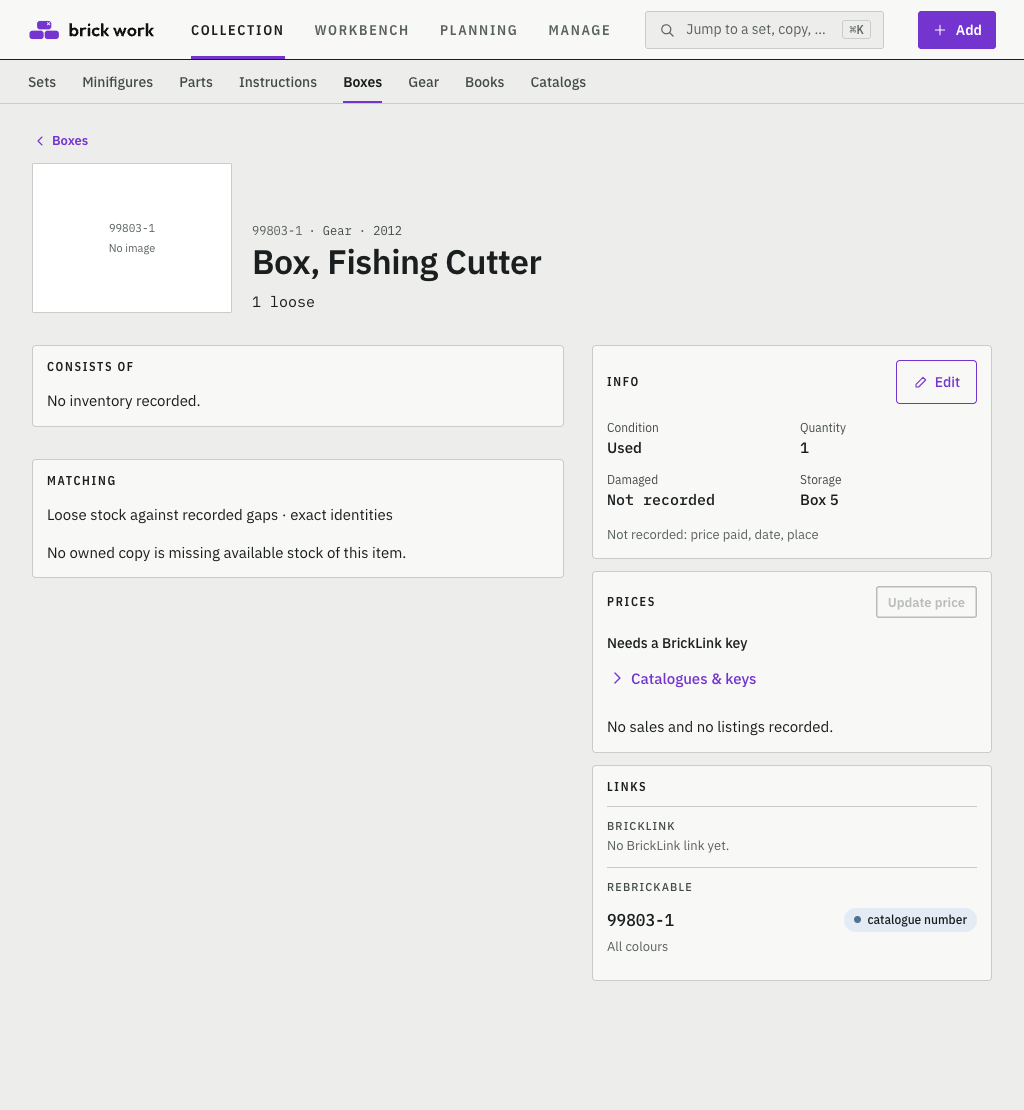 brick work
COLLECTION
WORKBENCH
PLANNING
MANAGE
Jump to a set, copy, ...
⌘K
Add
Sets
Minifigures
Parts
Instructions
Boxes
Gear
Books
Catalogs
Boxes
99803-1
No image
99803-1 · Gear · 2012
Box, Fishing Cutter
1 loose
CONSISTS OF
No inventory recorded.
MATCHING
Loose stock against recorded gaps · exact identities
No owned copy is missing available stock of this item.
INFO
Edit
Condition
Used
Quantity
1
Damaged
Not recorded
Storage
Box 5
Not recorded: price paid, date, place
PRICES
Update price
Needs a BrickLink key
Catalogues & keys
No sales and no listings recorded.
LINKS
BRICKLINK
No BrickLink link yet.
REBRICKABLE
99803-1
catalogue number
All colours